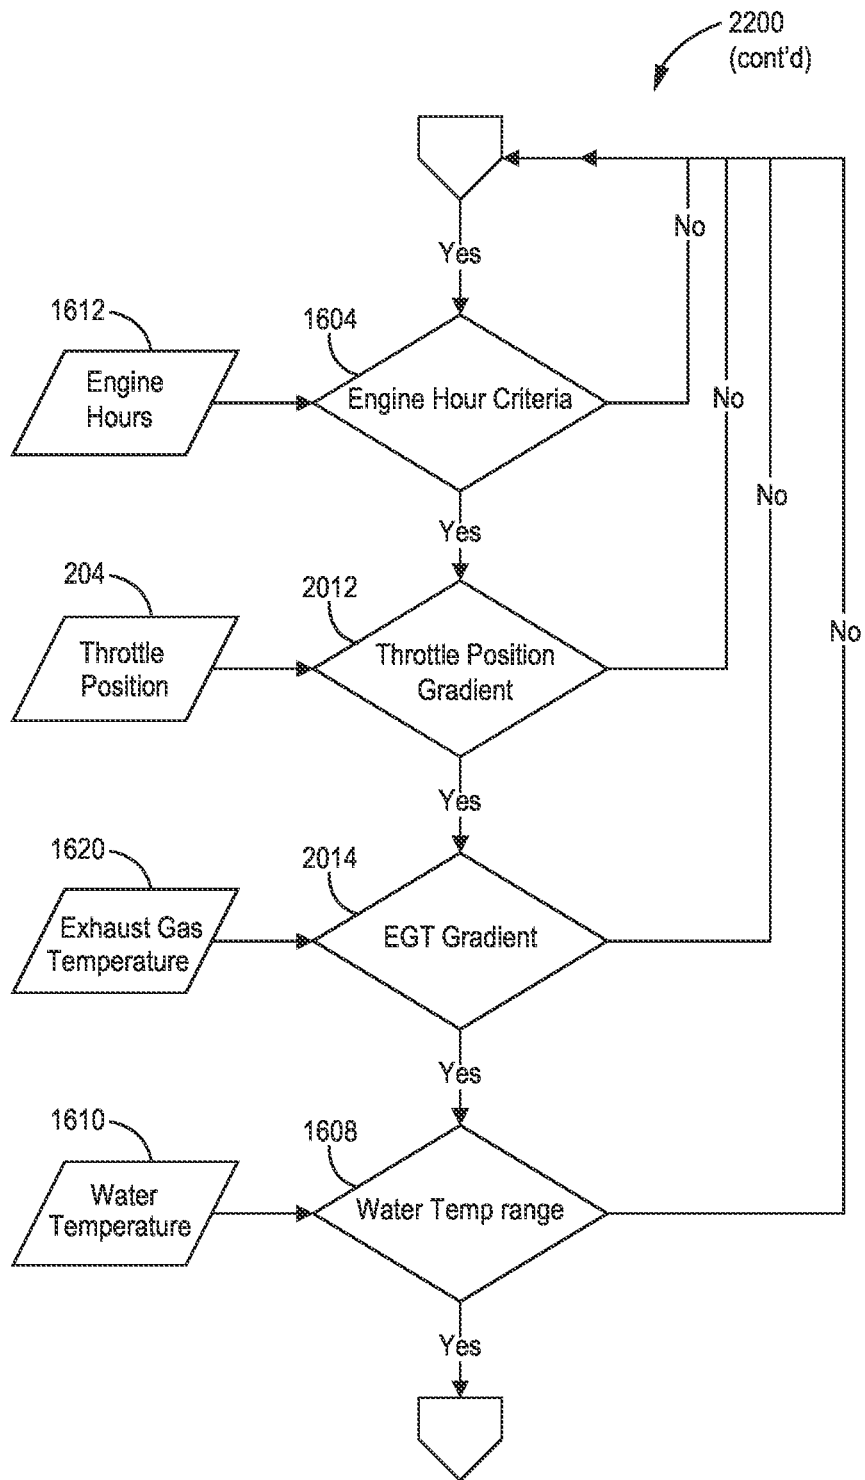 2200
(cont'd)
Yes
No
1612
1604
Engine
Hours
Engine Hour Criteria
No
Yes
No
204
2012
Throttle
Position
Throttle Position
Gradient
No
Yes
1620
2014
Exhaust Gas
Temperature
EGT Gradient
Yes
1610
1608
Water
Temperature
Water Temp range
Yes